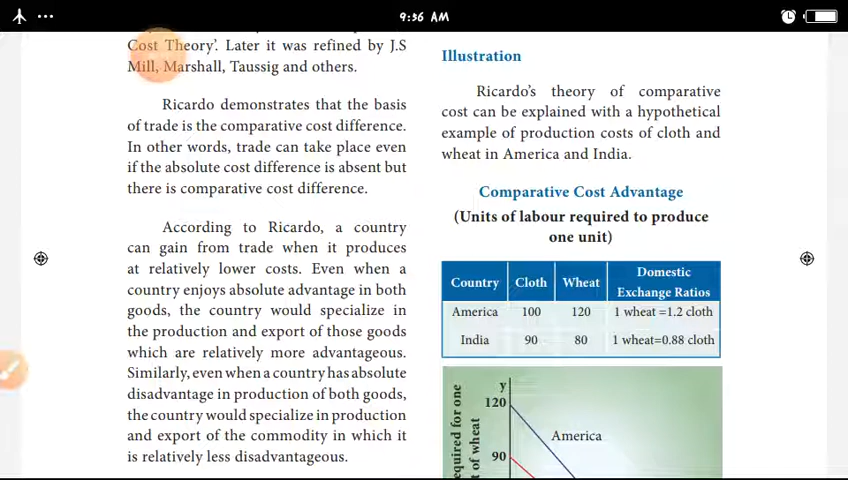 9:36 AM
Cost Theory'. Later it was refined by J.S
Mill, Marshall, Taussig and others.
Ricardo demonstrates that the basis
of trade is the comparative cost difference.
In other words, trade can take place even
if the absolute cost difference is absent but
there is comparative cost difference.
According to Ricardo, a country
can gain from trade when it produces
at relatively lower costs. Even when a
country enjoys absolute advantage in both
goods, the country would specialize in
the production and export of those goods
which are relatively more advantageous.
Similarly, even when a country has absolute
disadvantage in production of both goods,
the country would specialize in production
and export of the commodity in which it
is relatively less disadvantageous.
Illustration
Ricardo's theory of comparative
cost can be explained with a hypothetical
example of production costs of cloth and
wheat in America and India.
Comparative Cost Advantage
(Units of labour required to produce
one unit)
Country Cloth Wheat Domestic
Exchange Ratios
America 100 120 1 wheat =1.2 cloth
India 90 80 1 wheat=0.88 cloth
y
120
America
90
equired for one
t of wheat